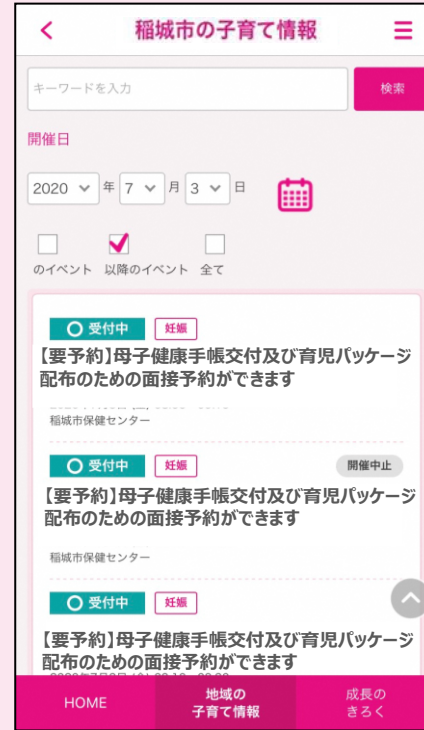 稲城市の子育て情報
キーワードを入力
検索
開催日
2020 年 7 月 3 日
のイベント 以降のイベント 全て
受付中 妊娠
【要予約】母子健康手帳交付及び育児パッケージ
配布のための面接予約ができます
稲城市保健センター
受付中 妊娠 開催中止
【要予約】母子健康手帳交付及び育児パッケージ
配布のための面接予約ができます
稲城市保健センター
受付中 妊娠
【要予約】母子健康手帳交付及び育児パッケージ
配布のための面接予約ができます
HOME
地域の
子育て情報
成長の
きろく